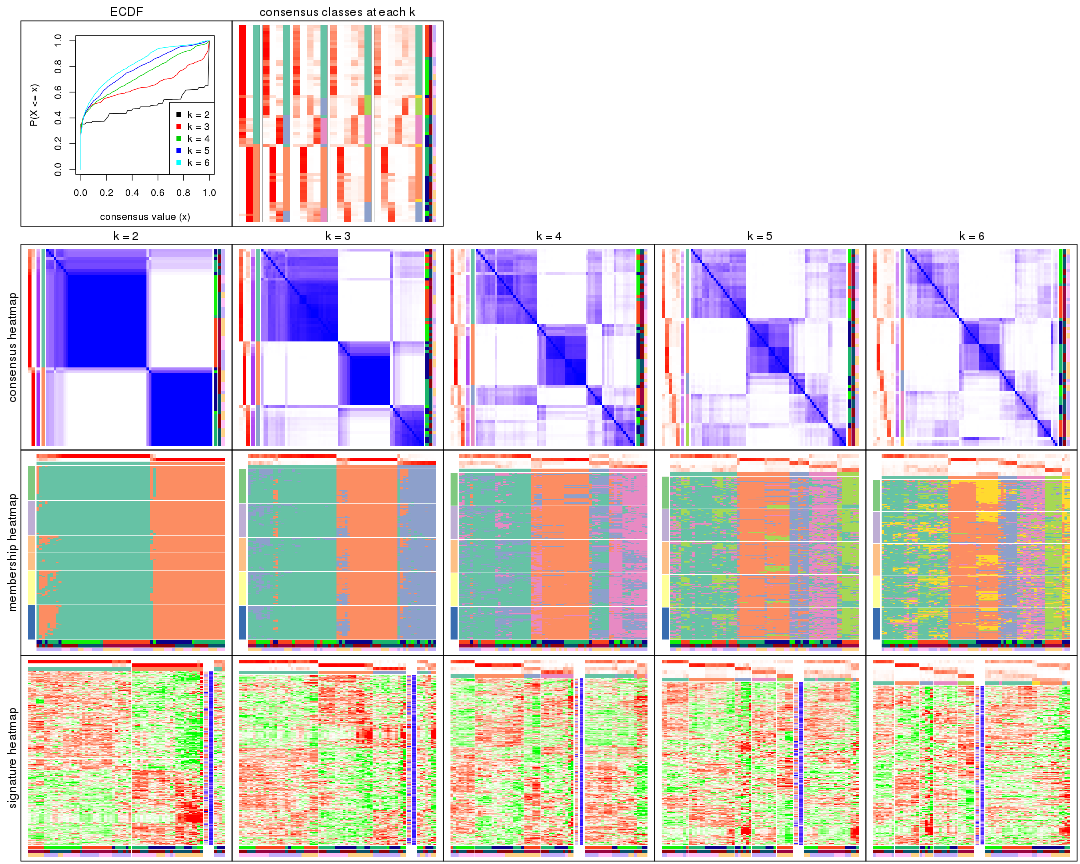 ECDF
consensus classes at each k
P(X <= x)
0.0 0.2 0.4 0.6 0.8 1.0
k = 2
k = 3
k = 4
k = 5
k = 6
0.0 0.2 0.4 0.6 0.8 1.0
consensus value (x)
k = 2
k = 3
k = 4
k = 5
k = 6
consensus heatmap
membership heatmap
signature heatmap